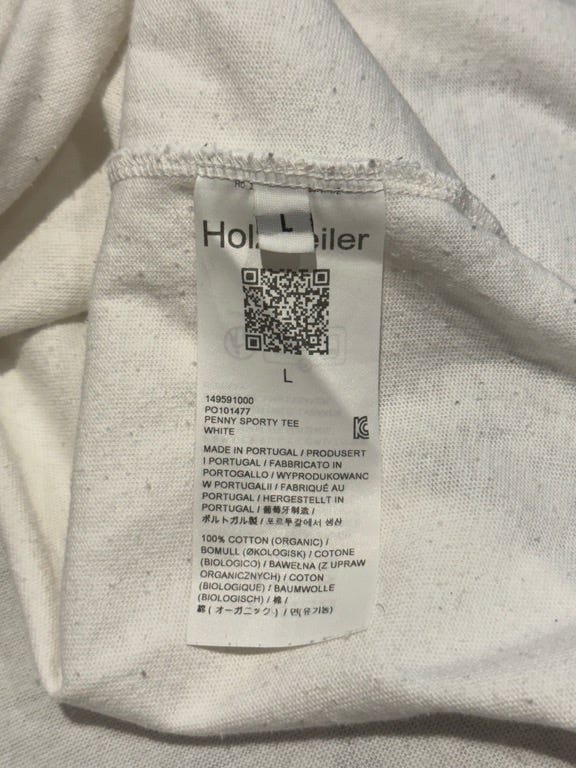 L
Hol eiler
L
149591000
PO101477
PENNY SPORTY TEE
WHITE
MADE IN PORTUGAL / PRODUSERT
I PORTUGAL / FABBRICATO IN
PORTOGALLO / WYPRODUKOWANO
W PORTUGALII / FABRIQUÉ AU
PORTUGAL / HERGESTELLT IN
PORTUGAL / 葡萄牙制造 /
ポルトガル製 / 포르투갈에서 생산
100% COTTON (ORGANIC) /
BOMULL (ØKOLOGISK) / COTONE
(BIOLOGICO) / BAWEŁNA (Z UPRAW
ORGANICZNYCH) / COTON
(BIOLOGIQUE) / BAUMWOLLE
(BIOLOGISCH) / 棉 /
綿 (オーガニック) / 면(유기농)